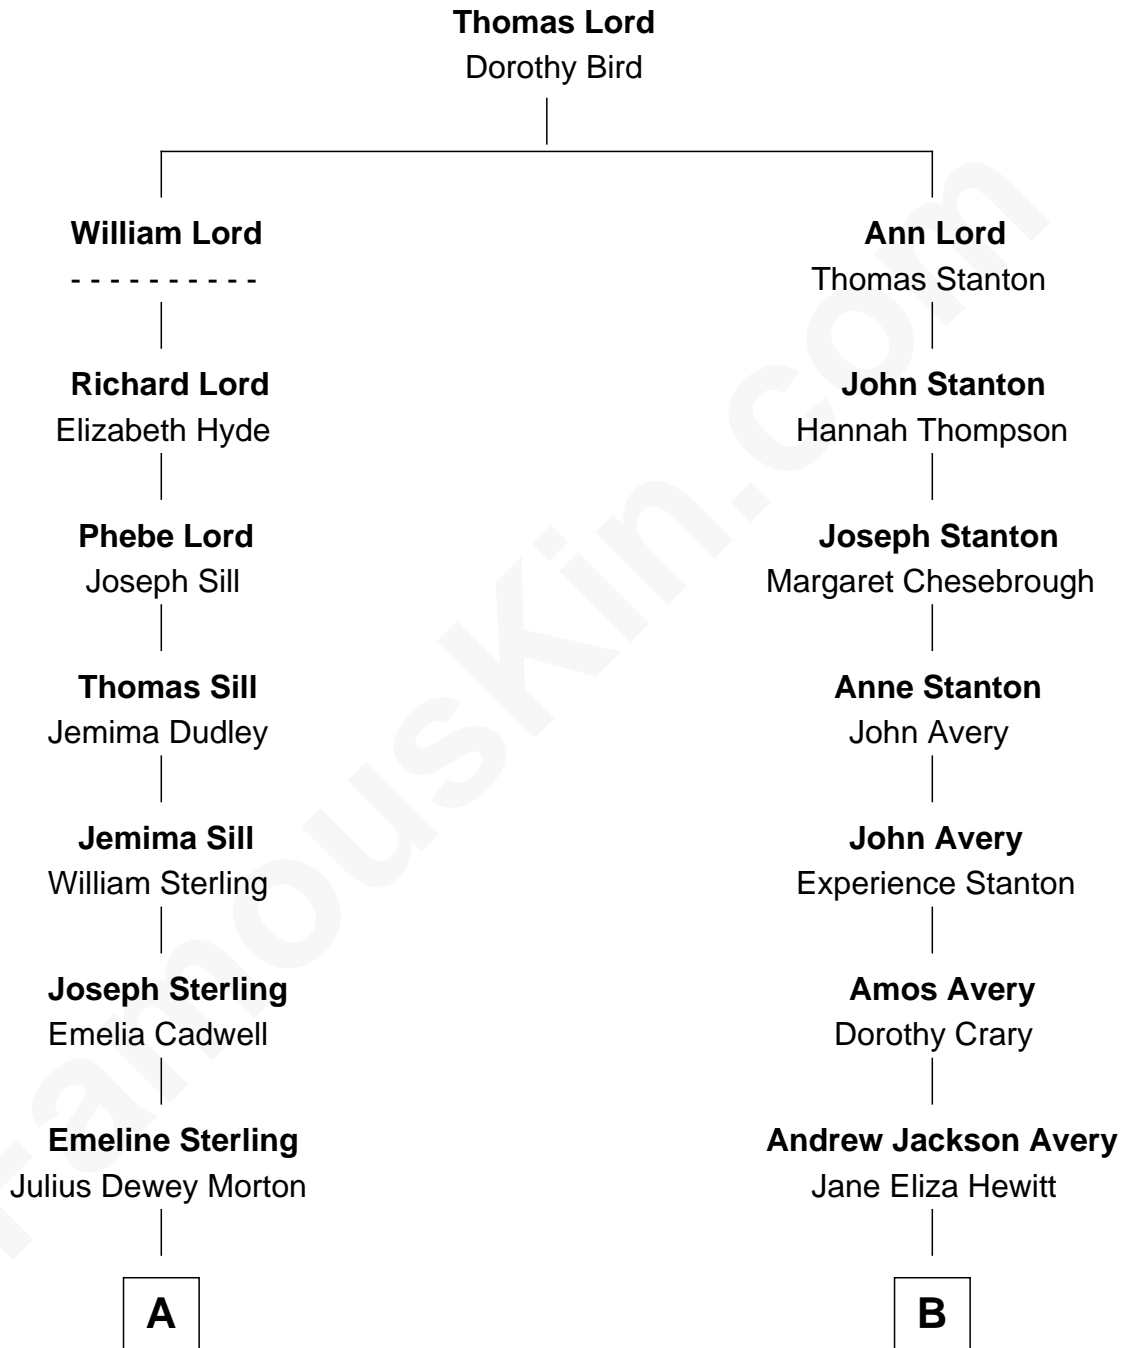 Thomas Lord
Dorothy Bird
William Lord
- - - - - - - - - -
Richard Lord
Elizabeth Hyde
Phebe Lord
Joseph Sill
Thomas Sill
Jemima Dudley
Jemima Sill
William Sterling
Joseph Sterling
Emelia Cadwell
Emeline Sterling
Julius Dewey Morton
A
Ann Lord
Thomas Stanton
John Stanton
Hannah Thompson
Joseph Stanton
Margaret Chesebrough
Anne Stanton
John Avery
John Avery
Experience Stanton
Amos Avery
Dorothy Crary
Andrew Jackson Avery
Jane Eliza Hewitt
B
FamousKin.com